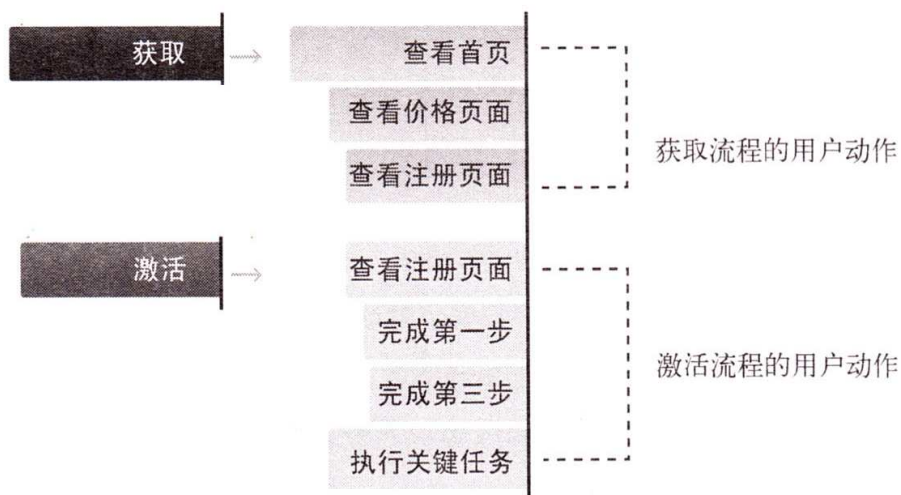 获取
查看首页
查看价格页面
查看注册页面
获取流程的用户动作
激活
查看注册页面
完成第一步
完成第三步
执行关键任务
激活流程的用户动作